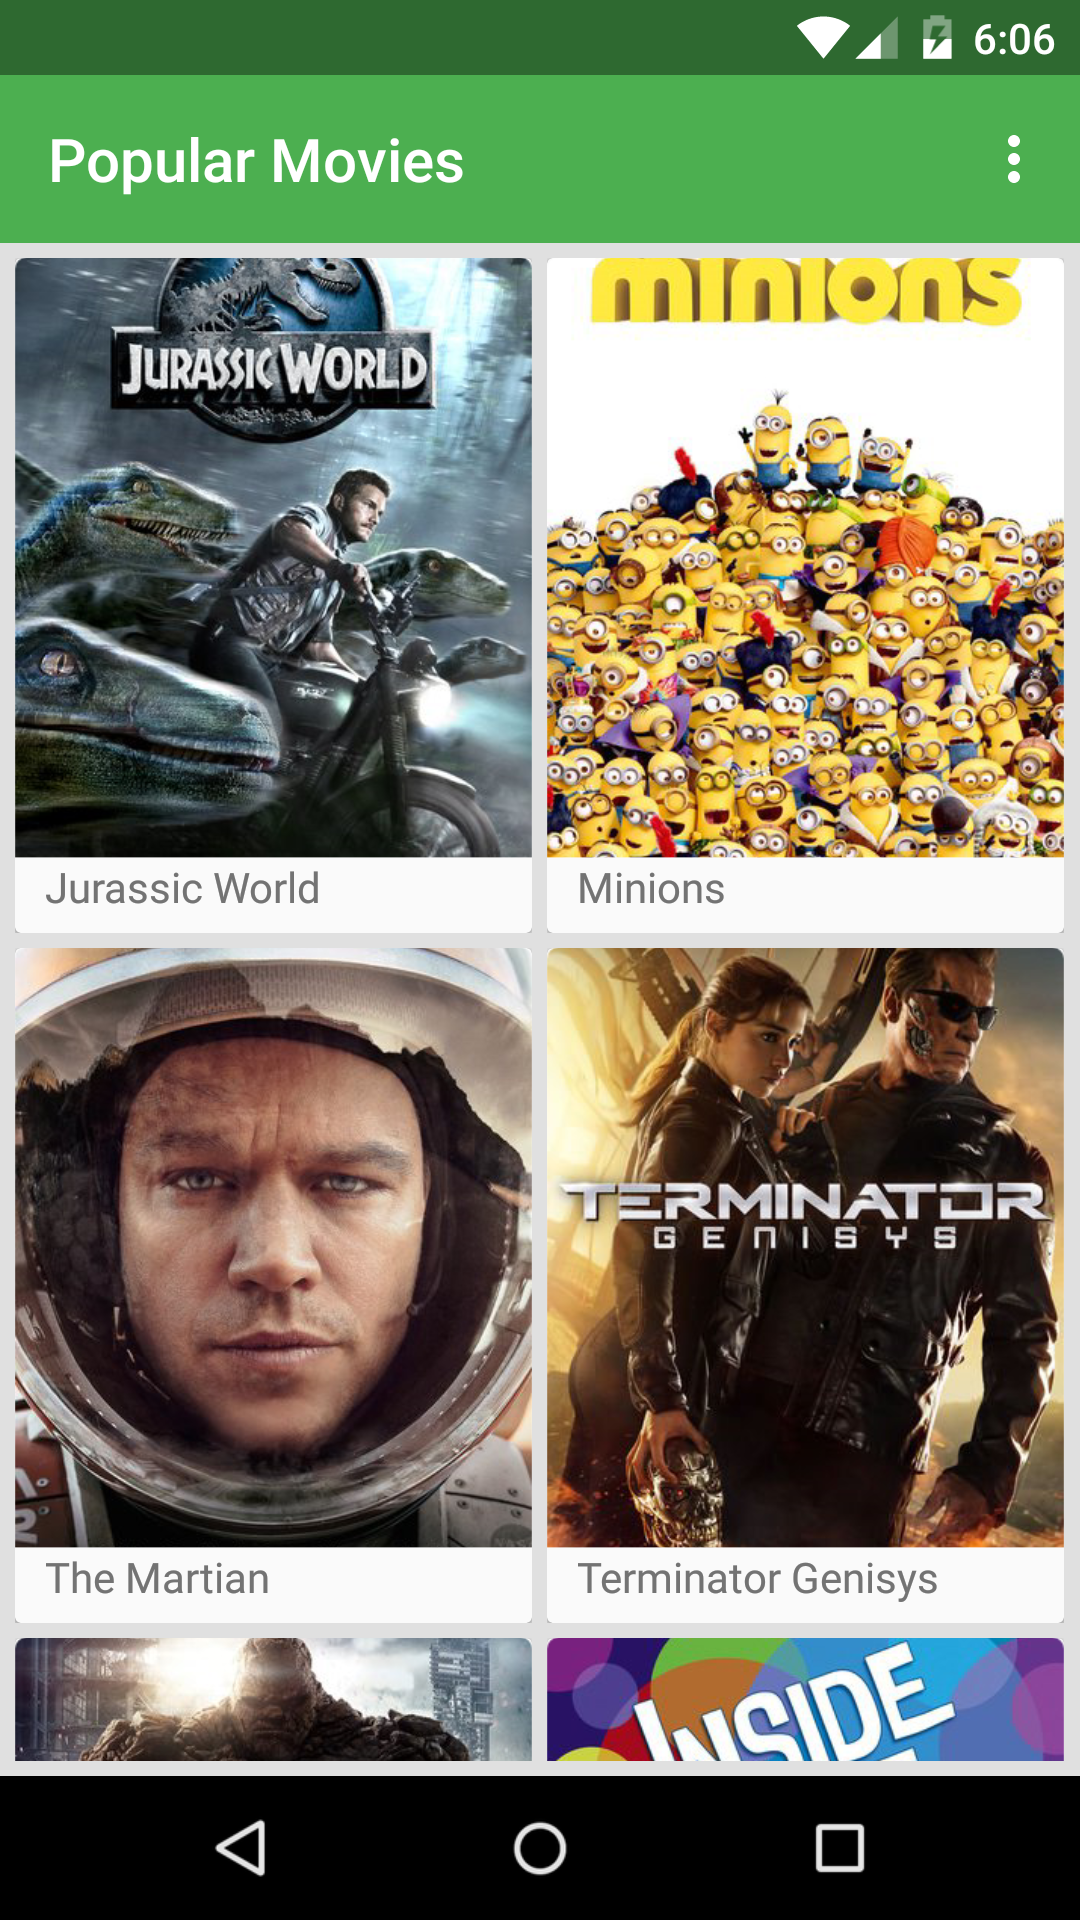 6:06
Popular Movies
JURASSIC WORLD
minions
Jurassic World
Minions
TERMINATOR
GENISYS
The Martian
Terminator Genisys
INSIDE